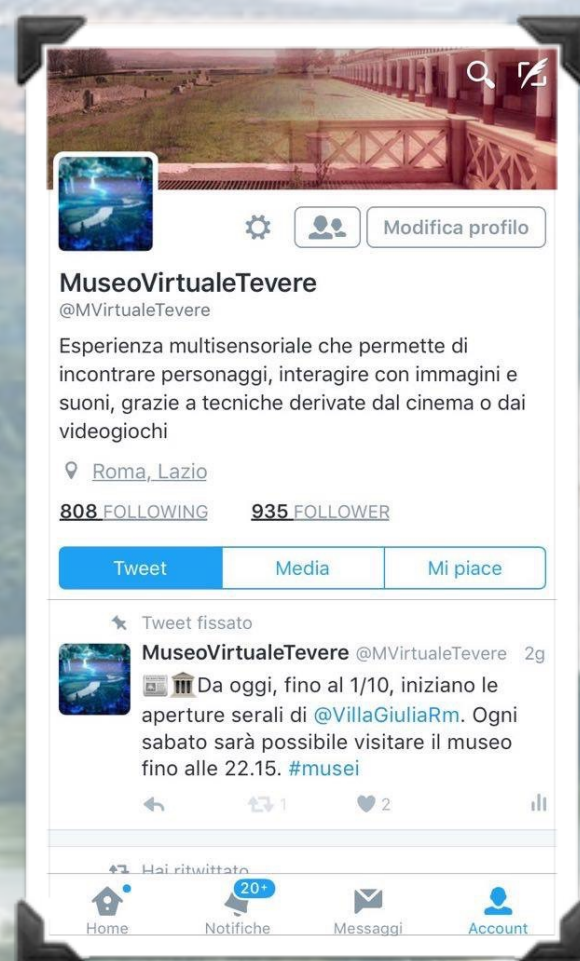 Modifica profilo
MuseoVirtualeTevere
@MVirtualeTevere
Esperienza multisensoriale che permette di
incontrare personaggi, interagire con immagini e
suoni, grazie a tecniche derivate dal cinema o dai
videogiochi
Roma, Lazio
808 FOLLOWING 935 FOLLOWER
Tweet Media Mi piace
Tweet fissato
MuseoVirtualeTevere @MVirtualeTevere 2g
📰🏛Da oggi, fino al 1/10, iniziano le
aperture serali di @VillaGiuliaRm. Ogni
sabato sarà possibile visitare il museo
fino alle 22.15. #musei
1 2
Hai ritwittato
20+
Home Notifiche Messaggi Account